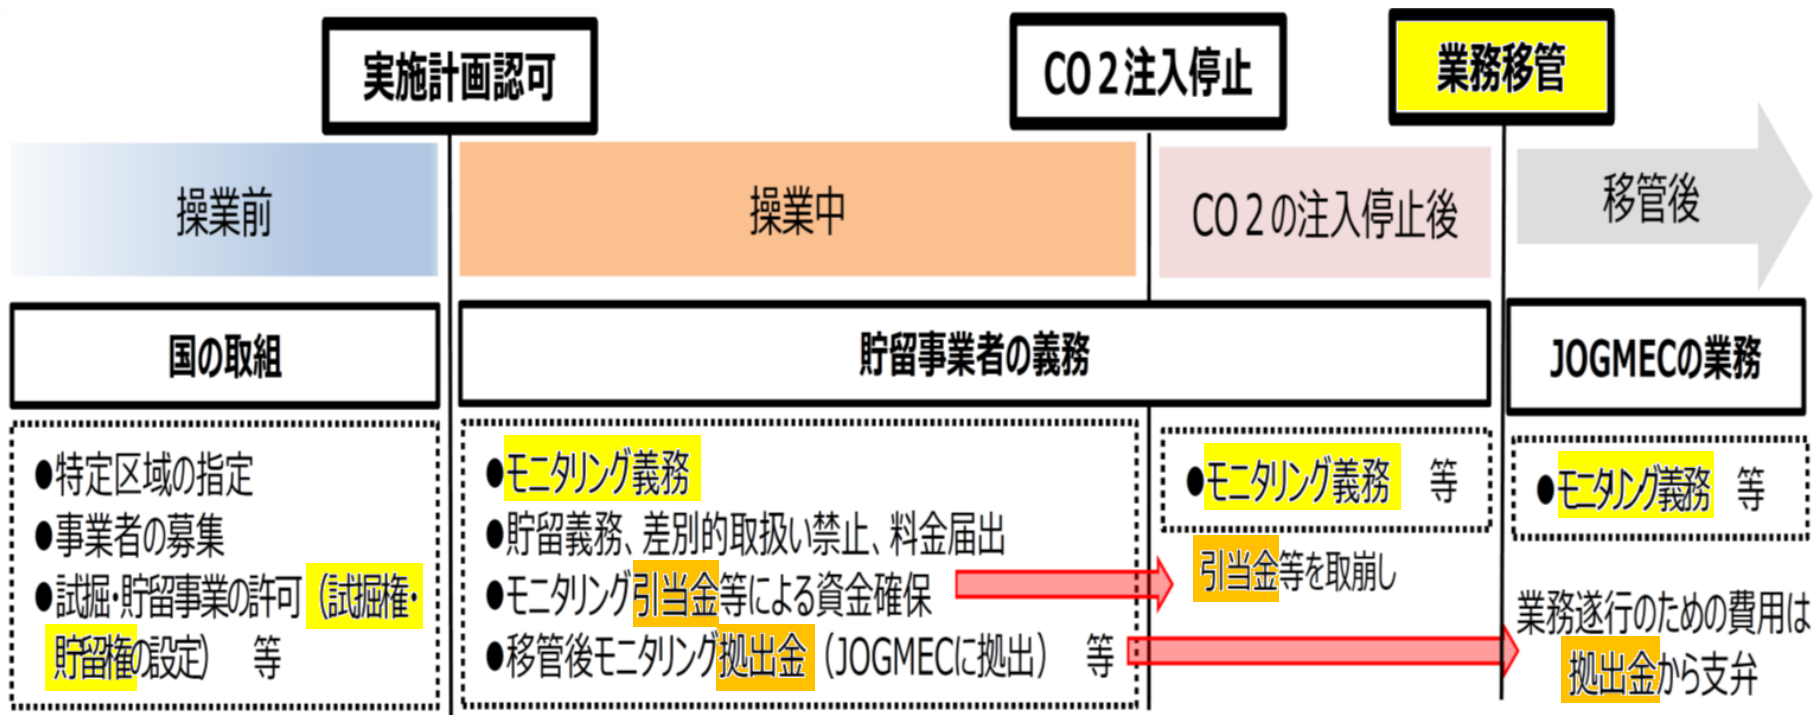 実施計画認可
CO２注入停止
業務移管
操業前
操業中
CO２の注入停止後
移管後
国の取組
貯留事業者の義務
JOGMECの業務
●特定区域の指定
●事業者の募集
●試掘・貯留事業の許可（試掘権・
貯留権の設定） 等
●モニタリング義務
●貯留義務、差別的取扱い禁止、料金届出
●モニタリング引当金等による資金確保
●移管後モニタリング拠出金（JOGMECに拠出） 等
●モニタリング義務 等
引当金等を取崩し
●モニタリング義務 等
業務遂行のための費用は
拠出金から支弁